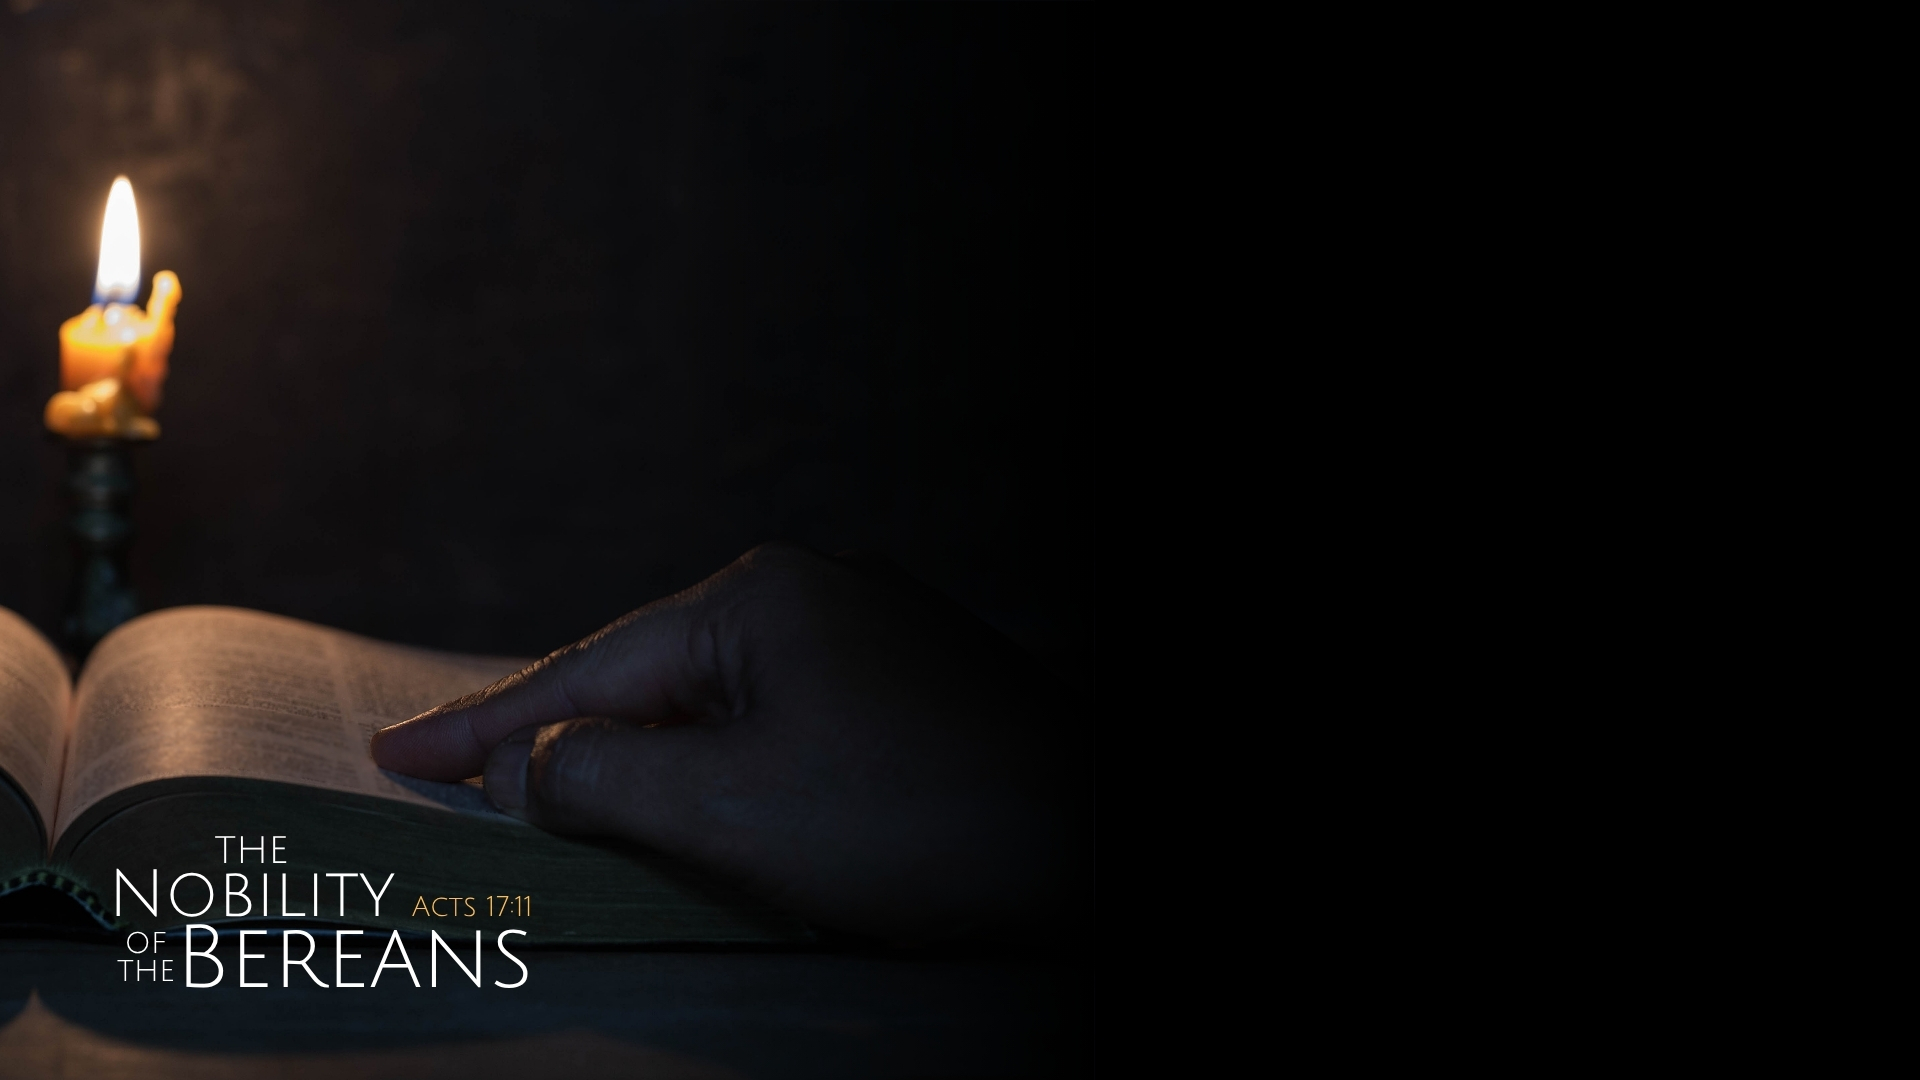 THE
NOBILITY
ACTS 17:11
OF
THE
BEREANS